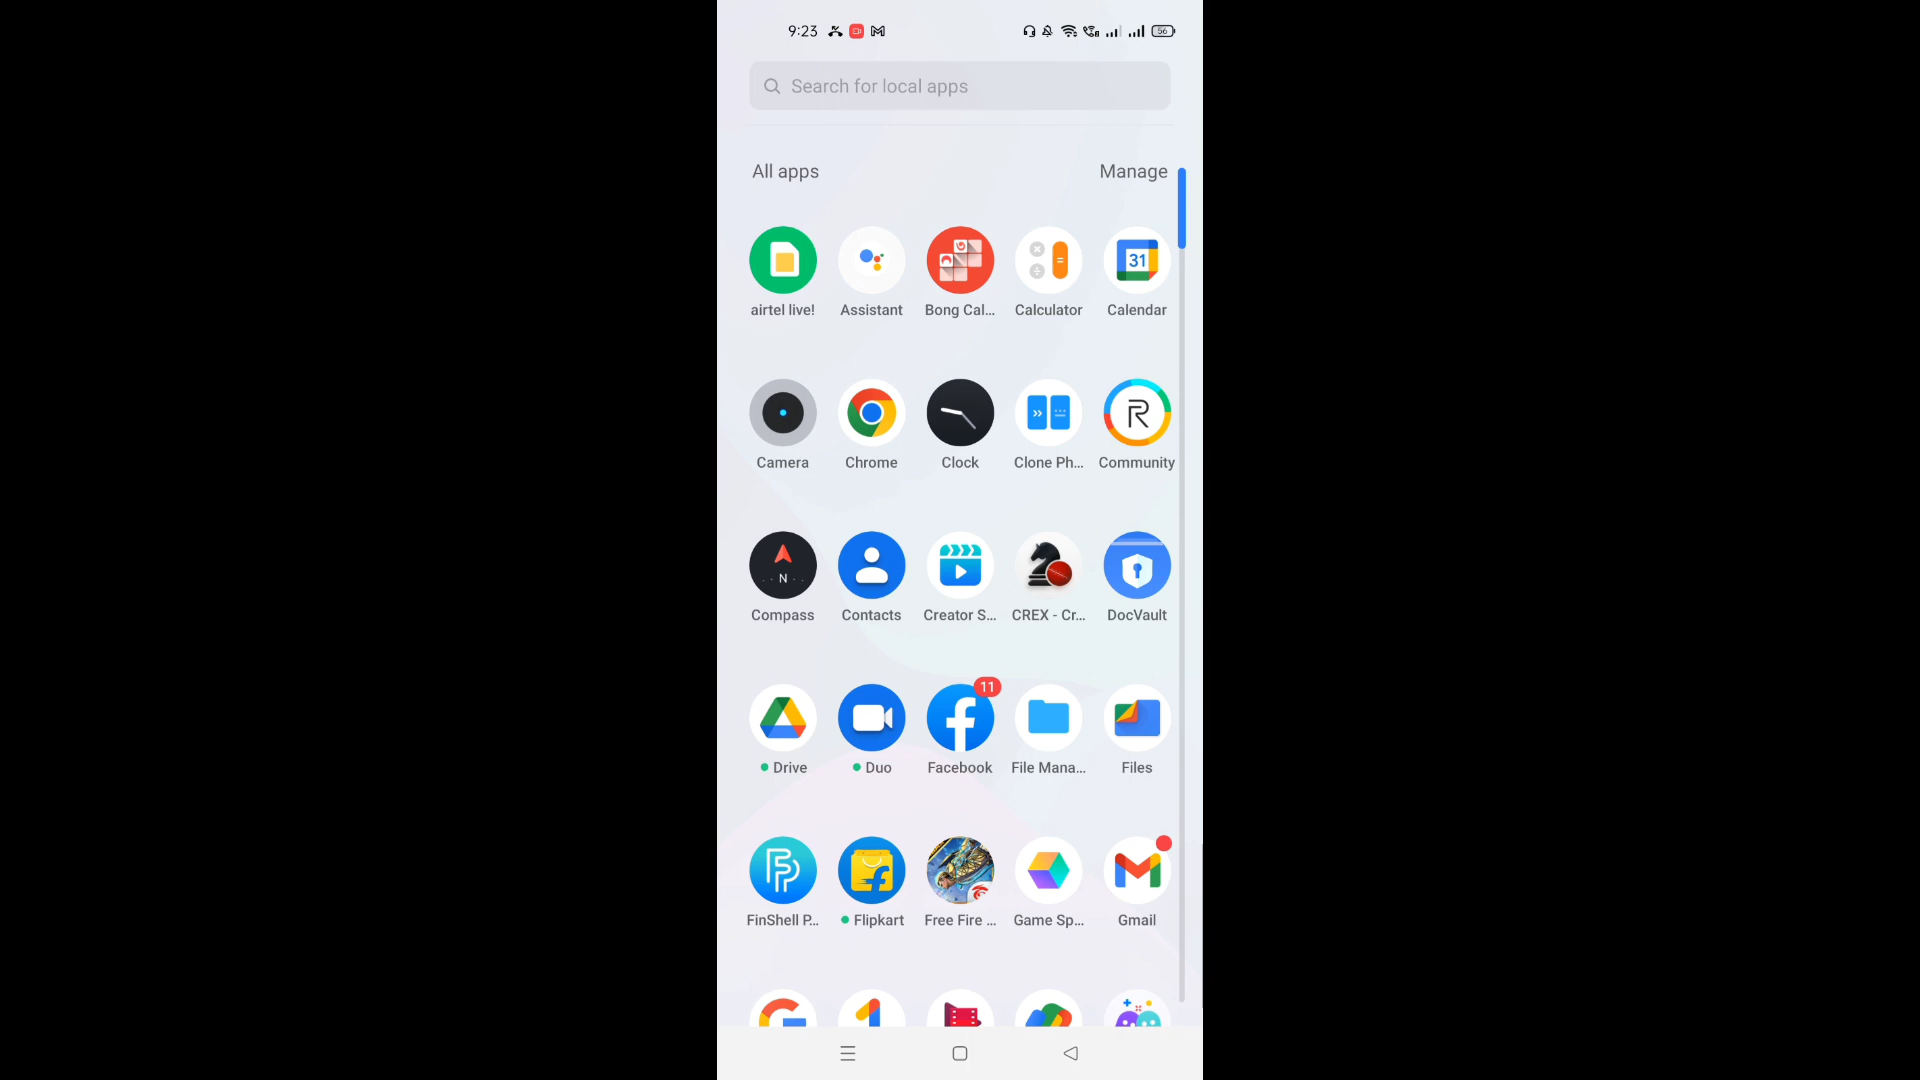 9:23
56
Search for local apps
All apps
Manage
31
airtel live!
Assistant
Bong Cal...
Calculator
Calendar
Camera
Chrome
Clock
Clone Ph...
Community
N
Compass
Contacts
Creator S...
CREX - Cr...
DocVault
11
Drive
Duo
Facebook
File Mana...
Files
FinShell P...
Flipkart
Free Fire ...
Game Sp...
Gmail